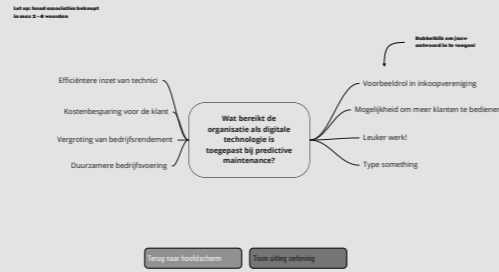 Let op: houd associaties beknopt
in max 2 - 4 woorden
Dubbelklik om jouw
antwoord in te voegen!
Efficiëntere inzet van technici
Kostenbesparing voor de klant
Vergroting van bedrijfsrendement
Duurzamere bedrijfsvoering
Wat bereikt de
organisatie als digitale
technologie is
toegepast bij predictive
maintenance?
Voorbeeldrol in inkoopvereniging
Mogelijkheid om meer klanten te bedienen
Leuker werk!
Type something
Terug naar hoofdscherm
Toon uitleg oefening